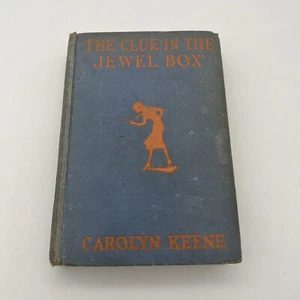 THE CLUE IN THE
JEWEL BOX
CAROLYN KEENE